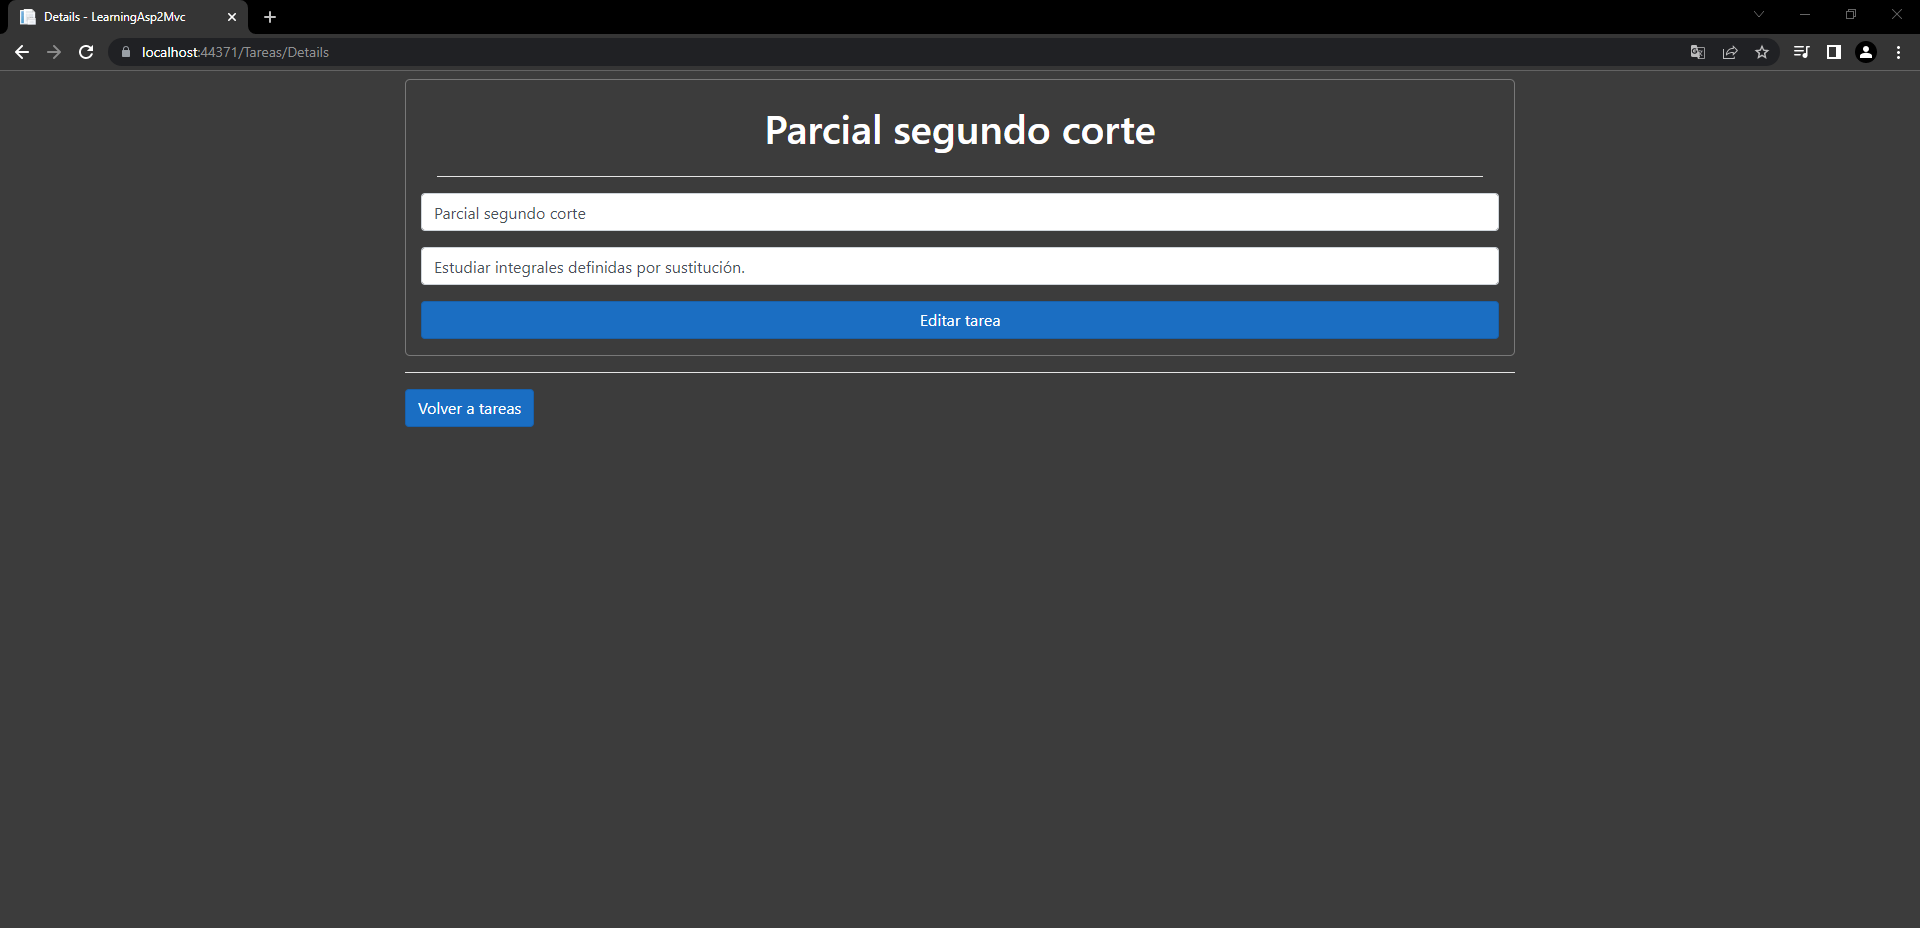 Details - LearningAsp2Mvc
localhost:44371/Tareas/Details
Parcial segundo corte
Parcial segundo corte
Estudiar integrales definidas por sustitución.
Editar tarea
Volver a tareas